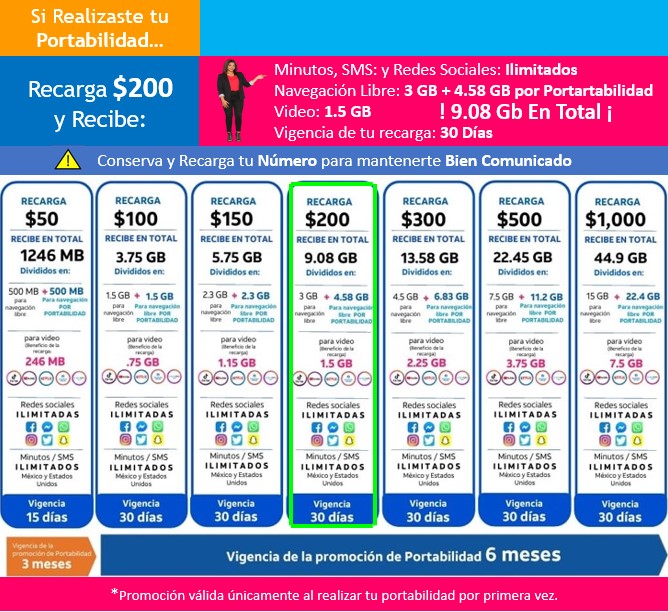 Si Realizaste tu
Portabilidad...
Recarga $200
y Recibe:
Minutos, SMS: y Redes Sociales: Ilimitados
Navegación Libre: 3 GB + 4.58 GB por Portartabilidad
Video: 1.5 GB ! 9.08 Gb En Total ¡
Vigencia de tu recarga: 30 Días
Conserva y Recarga tu Número para mantenerte Bien Comunicado
RECARGA
$50
RECIBE EN TOTAL
1246 MB
Divididos en:
500 MB + 500 MB
para navegación libre
Para navegación libre POR PORTABILIDAD
para video
(Beneficio de la recarga)
246 MB
Redes sociales
ILIMITADAS
Minutos / SMS
ILIMITADOS
México y Estados
Unidos
Vigencia
15 días
RECARGA
$100
RECIBE EN TOTAL
3.75 GB
Divididos en:
1.5 GB + 1.5 GB
para navegación libre
Para navegación libre POR PORTABILIDAD
para video
(Beneficio de la recarga)
.75 GB
Redes sociales
ILIMITADAS
Minutos / SMS
ILIMITADOS
México y Estados
Unidos
Vigencia
30 días
RECARGA
$150
RECIBE EN TOTAL
5.75 GB
Divididos en:
2.3 GB + 2.3 GB
para navegación libre
Para navegación libre POR PORTABILIDAD
para video
(Beneficio de la recarga)
1.15 GB
Redes sociales
ILIMITADAS
Minutos / SMS
ILIMITADOS
México y Estados
Unidos
Vigencia
30 días
RECARGA
$200
RECIBE EN TOTAL
9.08 GB
Divididos en:
3 GB + 4.58 GB
para navegación libre
Para navegación libre POR PORTABILIDAD
para video
(Beneficio de la recarga)
1.5 GB
Redes sociales
ILIMITADAS
Minutos / SMS
ILIMITADOS
México y Estados
Unidos
Vigencia
30 días
RECARGA
$300
RECIBE EN TOTAL
13.58 GB
Divididos en:
4.5 GB + 6.83 GB
para navegación libre
Para navegación libre POR PORTABILIDAD
para video
(Beneficio de la recarga)
2.25 GB
Redes sociales
ILIMITADAS
Minutos / SMS
ILIMITADOS
México y Estados
Unidos
Vigencia
30 días
RECARGA
$500
RECIBE EN TOTAL
22.45 GB
Divididos en:
7.5 GB + 11.2 GB
para navegación libre
Para navegación libre POR PORTABILIDAD
para video
(Beneficio de la recarga)
3.75 GB
Redes sociales
ILIMITADAS
Minutos / SMS
ILIMITADOS
México y Estados
Unidos
Vigencia
30 días
RECARGA
$1,000
RECIBE EN TOTAL
44.9 GB
Divididos en:
15 GB + 22.4 GB
para navegación libre
Para navegación libre POR PORTABILIDAD
para video
(Beneficio de la recarga)
7.5 GB
Redes sociales
ILIMITADAS
Minutos / SMS
ILIMITADOS
México y Estados
Unidos
Vigencia
30 días
Vigencia de la
promoción de Portabilidad
3 meses
Vigencia de la promoción de Portabilidad 6 meses
*Promoción válida únicamente al realizar tu portabilidad por primera vez.